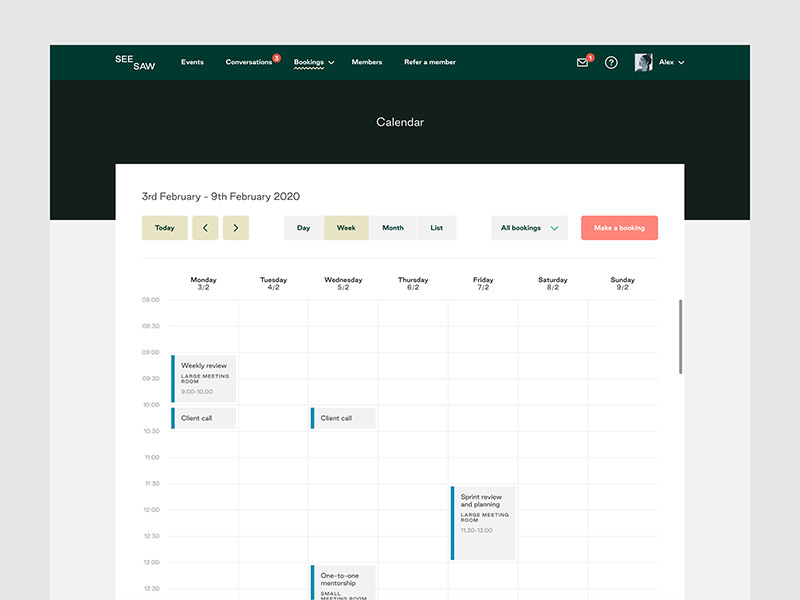 SEE
SAW
Events
Conversations
3
Bookings
Members
Refer a member
1
?
Alex
Calendar
3rd February - 9th February 2020
Today
Day
Week
Month
List
All bookings
Make a booking
Monday
3/2
Tuesday
4/2
Wednesday
5/2
Thursday
6/2
Friday
7/2
Saturday
8/2
Sunday
9/2
08:00
08:30
09:00
Weekly review
LARGE MEETING
ROOM
9.00-10.00
09:30
10:00
Client call
Client call
10:30
11:00
11:30
Sprint review
and planning
LARGE MEETING
ROOM
11.30-13.00
12:00
12:30
13:00
One-to-one
mentorship
SMALL
MEETING ROOM
13:30